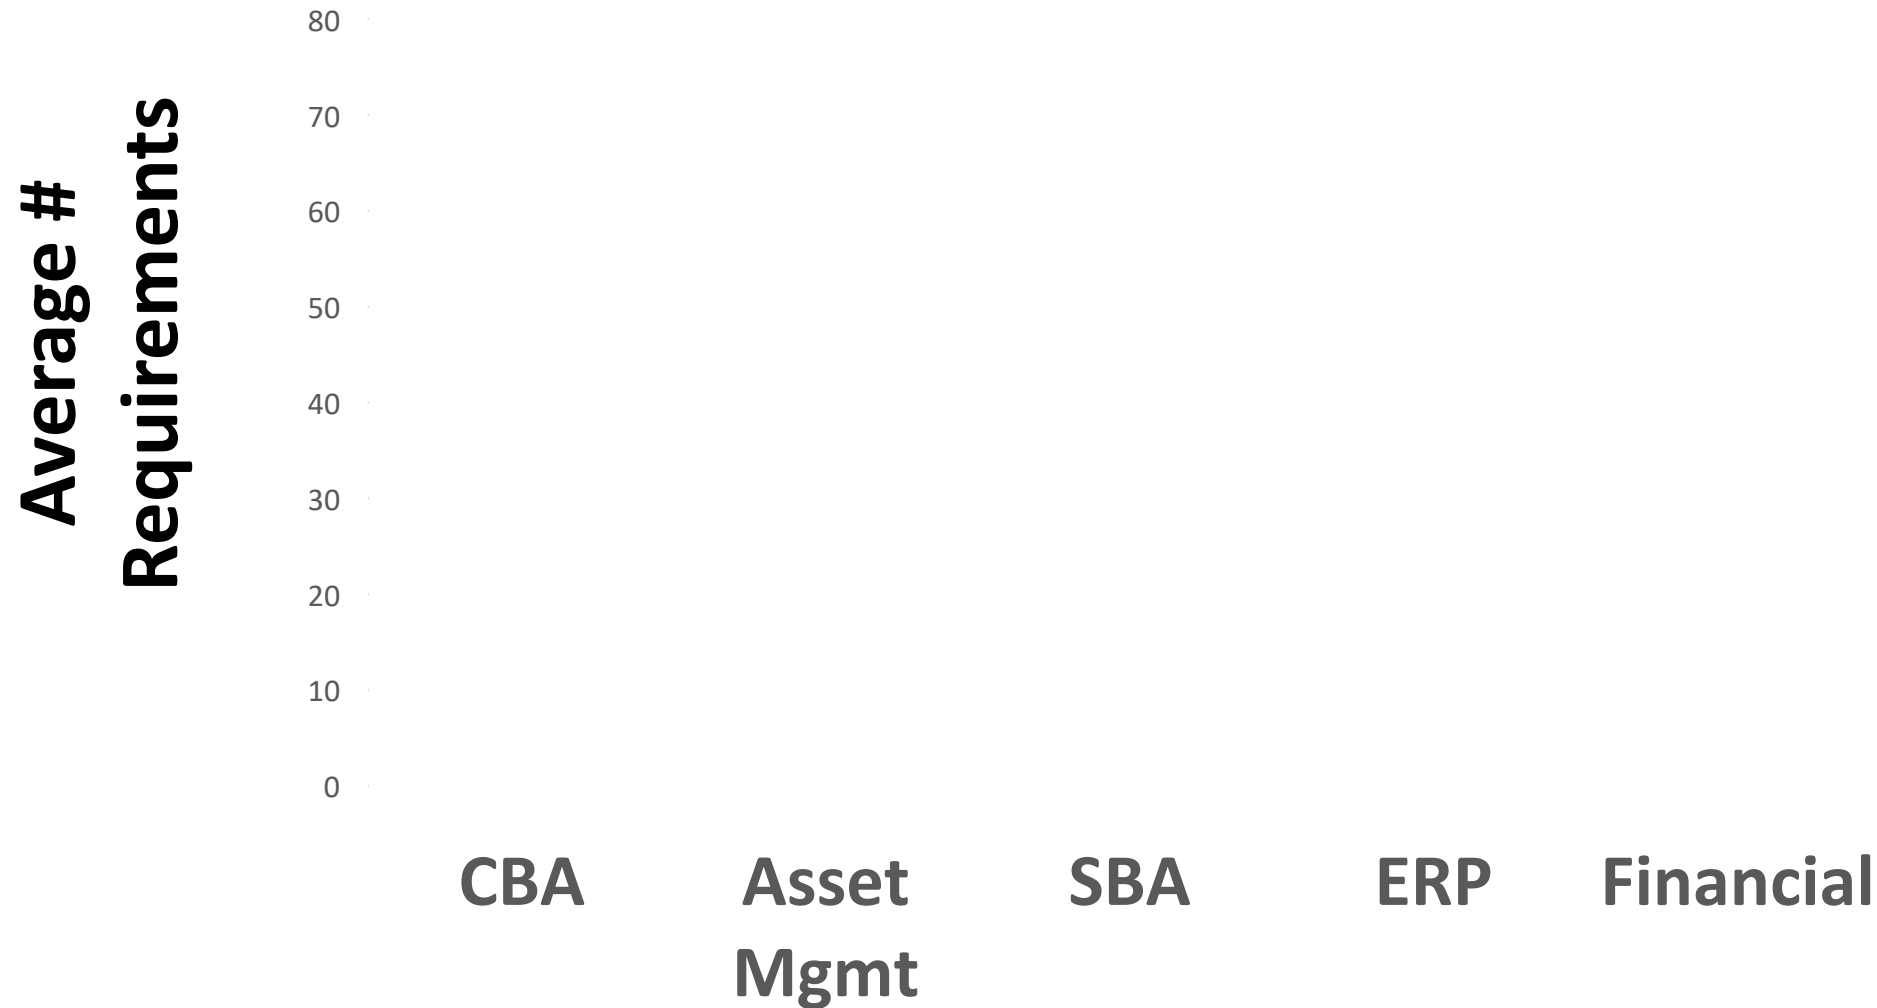 Average #
Requirements
80
70
60
50
40
30
20
10
0
CBA
Asset
Mgmt
SBA
ERP
Financial